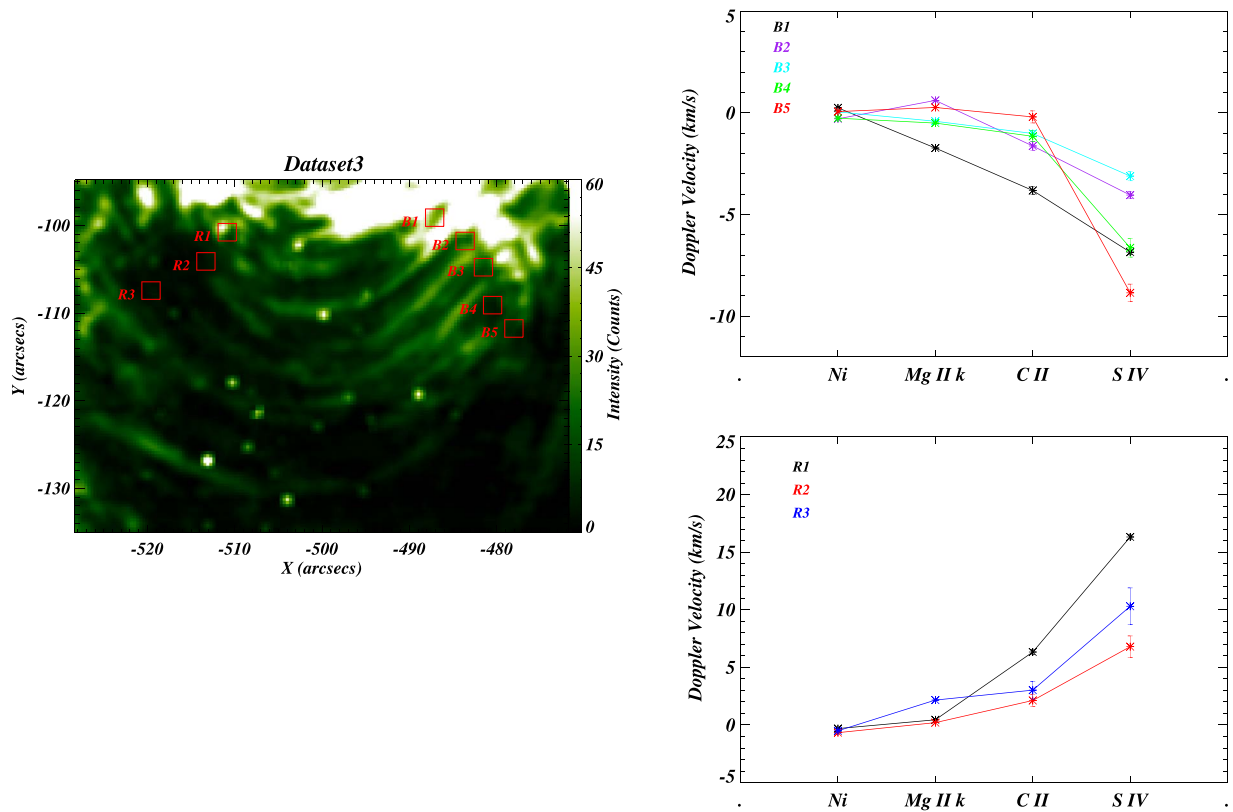 Dataset3
-100
-110
-120
-130
Y (arcsecs)
-520
-510
-500
-490
-480
X (arcsecs)
R1
R2
R3
B1
B2
B3
B4
B5
60
45
30
15
0
Intensity (Counts)
5
0
-5
-10
Doppler Velocity (km/s)
B1
B2
B3
B4
B5
. Ni Mg II k C II S IV .
25
20
15
10
5
0
-5
Doppler Velocity (km/s)
R1
R2
R3
. Ni Mg II k C II S IV .